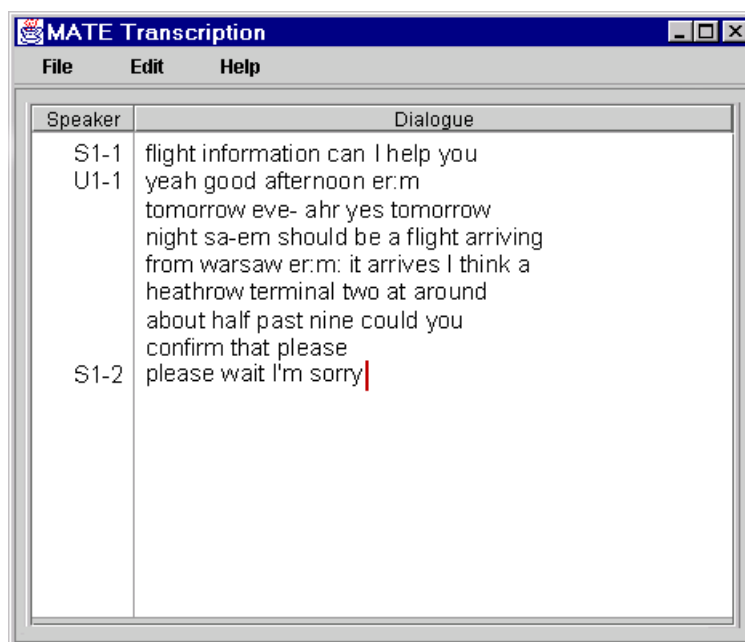 MATE Transcription
File Edit Help
Speaker Dialogue
S1-1 flight information can I help you
U1-1 yeah good afternoon er:m
tomorrow eve- ahr yes tomorrow
night sa-em should be a flight arriving
from warsaw er:m: it arrives I think a
heathrow terminal two at around
about half past nine could you
confirm that please
S1-2 please wait I'm sorry